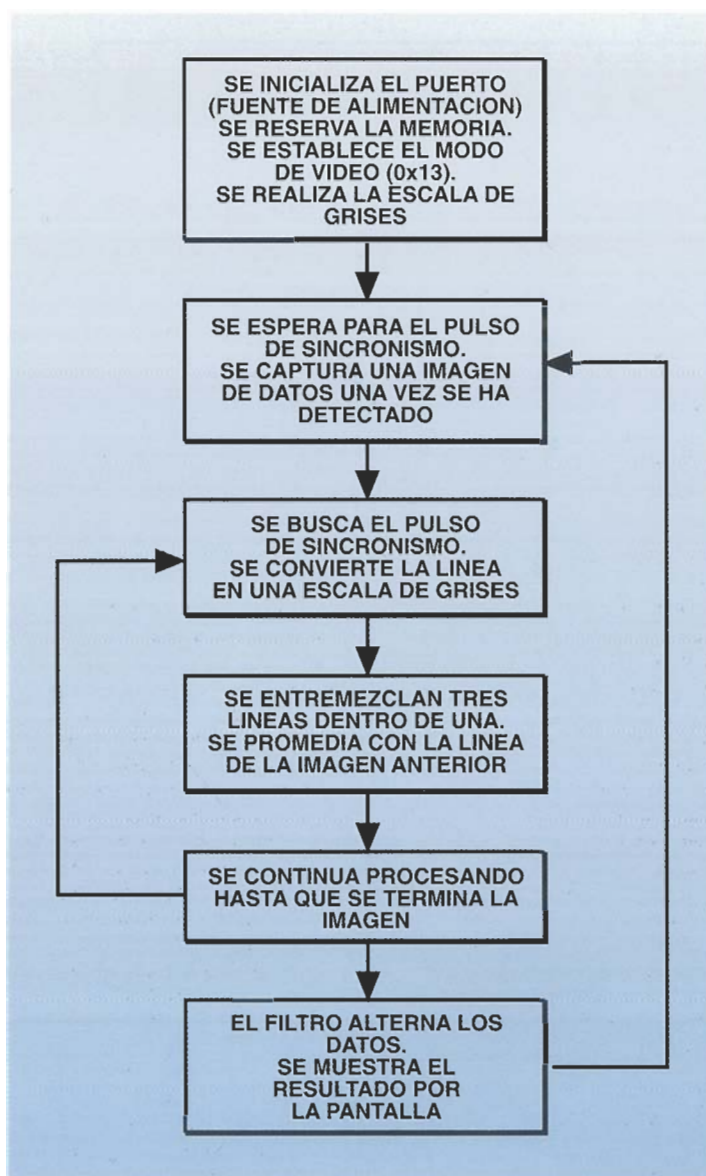 SE INICIALIZA EL PUERTO
(FUENTE DE ALIMENTACION)
SE RESERVA LA MEMORIA.
SE ESTABLECE EL MODO
DE VIDEO (0x13).
SE REALIZA LA ESCALA DE
GRISES
SE ESPERA PARA EL PULSO
DE SINCRONISMO.
SE CAPTURA UNA IMAGEN
DE DATOS UNA VEZ SE HA
DETECTADO
SE BUSCA EL PULSO
DE SINCRONISMO.
SE CONVIERTE LA LINEA
EN UNA ESCALA DE GRISES
SE ENTREMEZCLAN TRES
LINEAS DENTRO DE UNA.
SE PROMEDIA CON LA LINEA
DE LA IMAGEN ANTERIOR
SE CONTINUA PROCESANDO
HASTA QUE SE TERMINA LA
IMAGEN
EL FILTRO ALTERNA LOS
DATOS.
SE MUESTRA EL
RESULTADO POR
LA PANTALLA